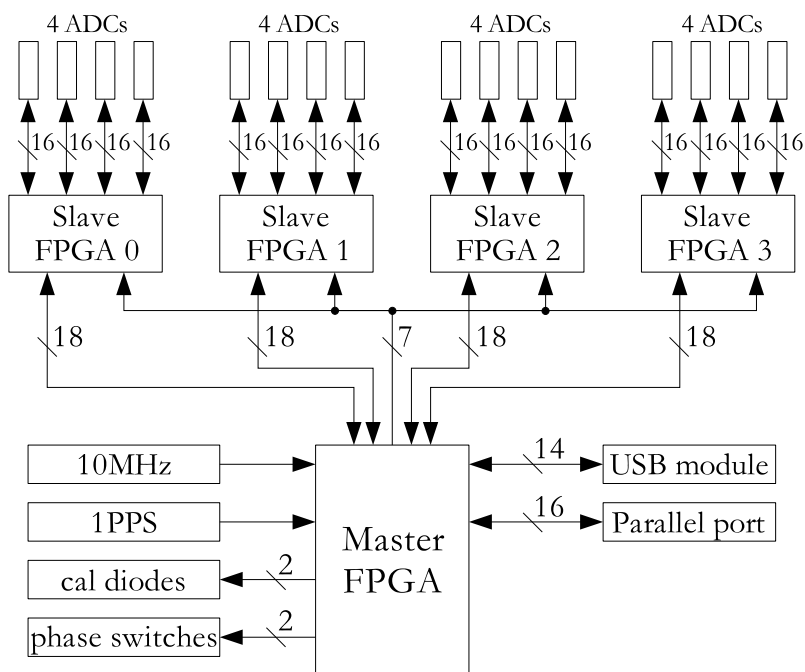 4 ADCs 4 ADCs 4 ADCs 4 ADCs
16 16 16 16 16 16 16 16 16 16 16 16 16 16 16 16
Slave
FPGA 0
Slave
FPGA 1
Slave
FPGA 2
Slave
FPGA 3
18 18 7 18 18
10MHz
1PPS
cal diodes
2
phase switches
2
Master
FPGA
14
USB module
16
Parallel port